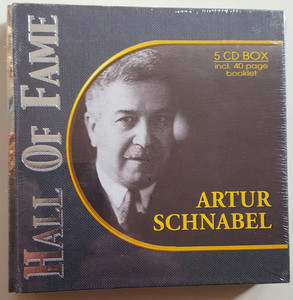 HALL OF FAME
5 CD BOX
incl. 40 page
booklet
ARTUR
SCHNABEL